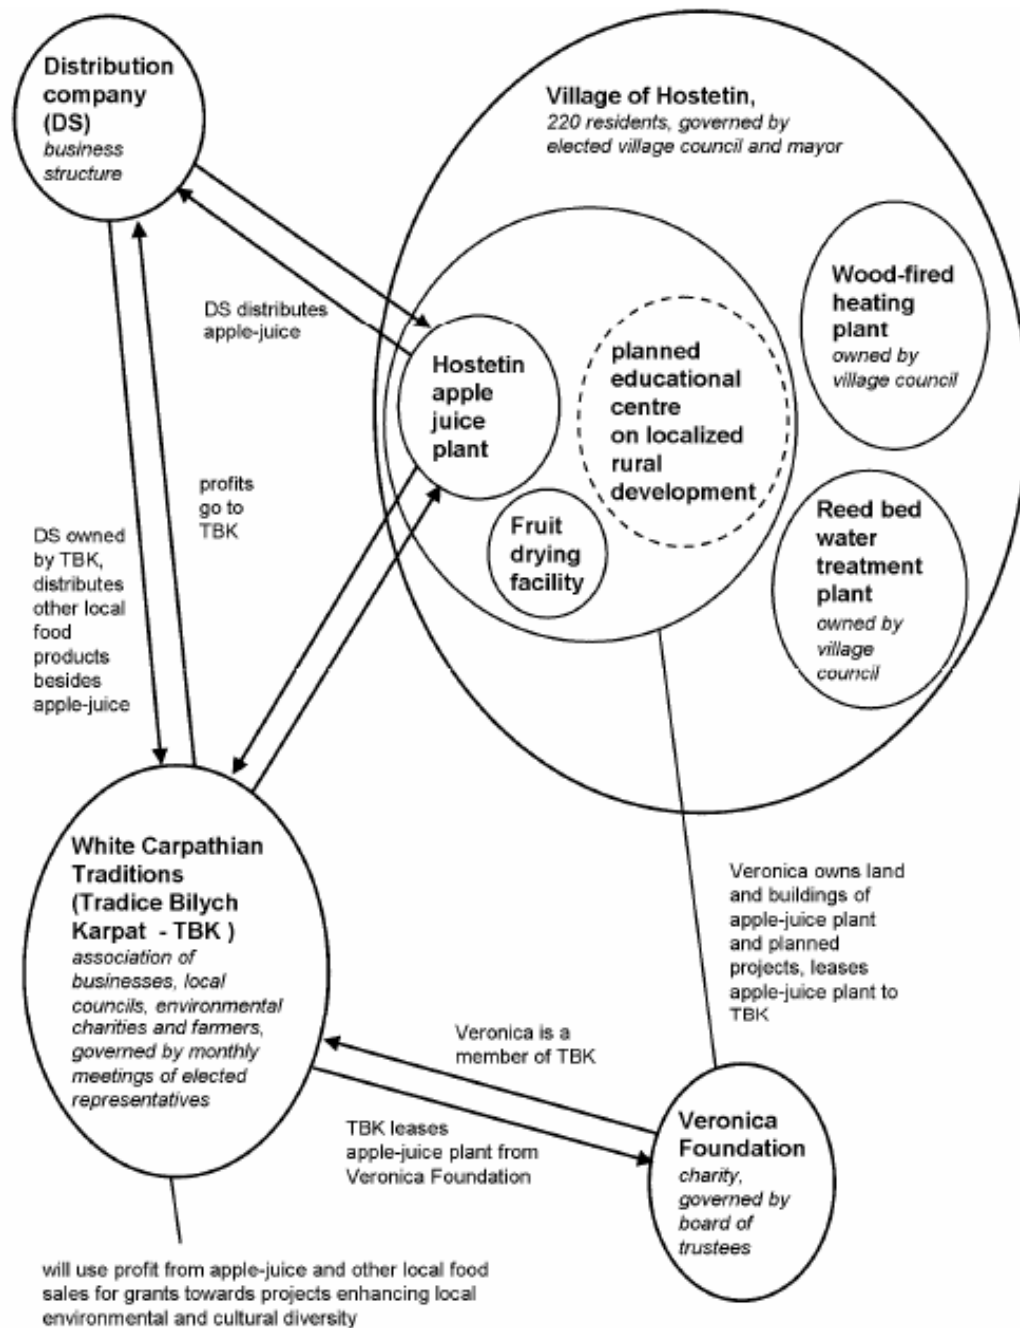 Distribution
company
(DS)
business
structure
Village of Hostetin,
220 residents, governed by
elected village council and mayor
Wood-fired
heating
plant
owned by
village council
DS distributes
apple-juice
Hostetin
apple
juice
plant
planned
educational
centre
on localized
rural
development
Fruit
drying
facility
Reed bed
water
treatment
plant
owned by
village
council
profits
go to
TBK
DS owned
by TBK,
distributes
other local
food
products
besides
apple-juice
White Carpathian
Traditions
(Tradice Bilych
Karpat - TBK )
association of
businesses, local
councils, environmental
charities and farmers,
governed by monthly
meetings of elected
representatives
Veronica owns land
and buildings of
apple-juice plant
and planned
projects, leases
apple-juice plant to
TBK
Veronica is a
member of TBK
TBK leases
apple-juice plant from
Veronica Foundation
Veronica
Foundation
charity,
governed by
board of
trustees
will use profit from apple-juice and other local food
sales for grants towards projects enhancing local
environmental and cultural diversity